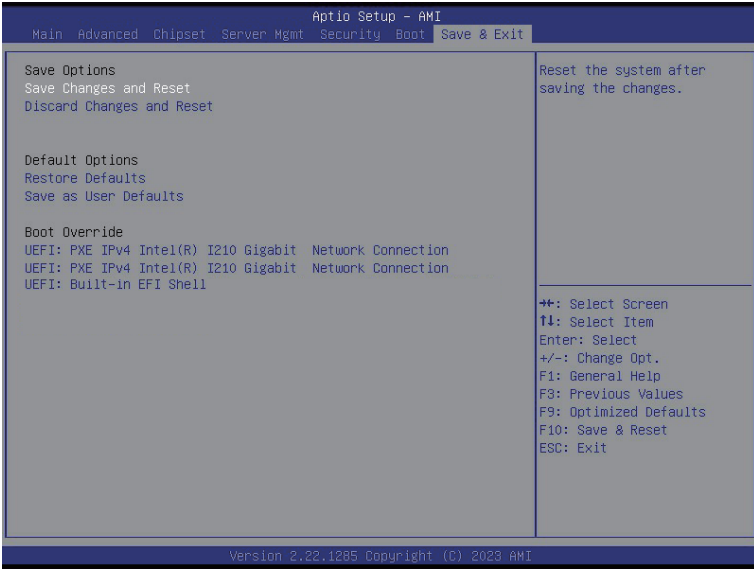 Aptio Setup - AMI
Main Advanced Chipset Server Mgmt Security Boot Save & Exit
Save Options
Save Changes and Reset
Discard Changes and Reset
Default Options
Restore Defaults
Save as User Defaults
Boot Override
UEFI: PXE IPv4 Intel(R) I210 Gigabit Network Connection
UEFI: PXE IPv4 Intel(R) I210 Gigabit Network Connection
UEFI: Built-in EFI Shell
Reset the system after
saving the changes.
→←: Select Screen
↑↓: Select Item
Enter: Select
+/-: Change Opt.
F1: General Help
F3: Previous Values
F9: Optimized Defaults
F10: Save & Reset
ESC: Exit
Version 2.22.1285 Copyright (C) 2023 AMI